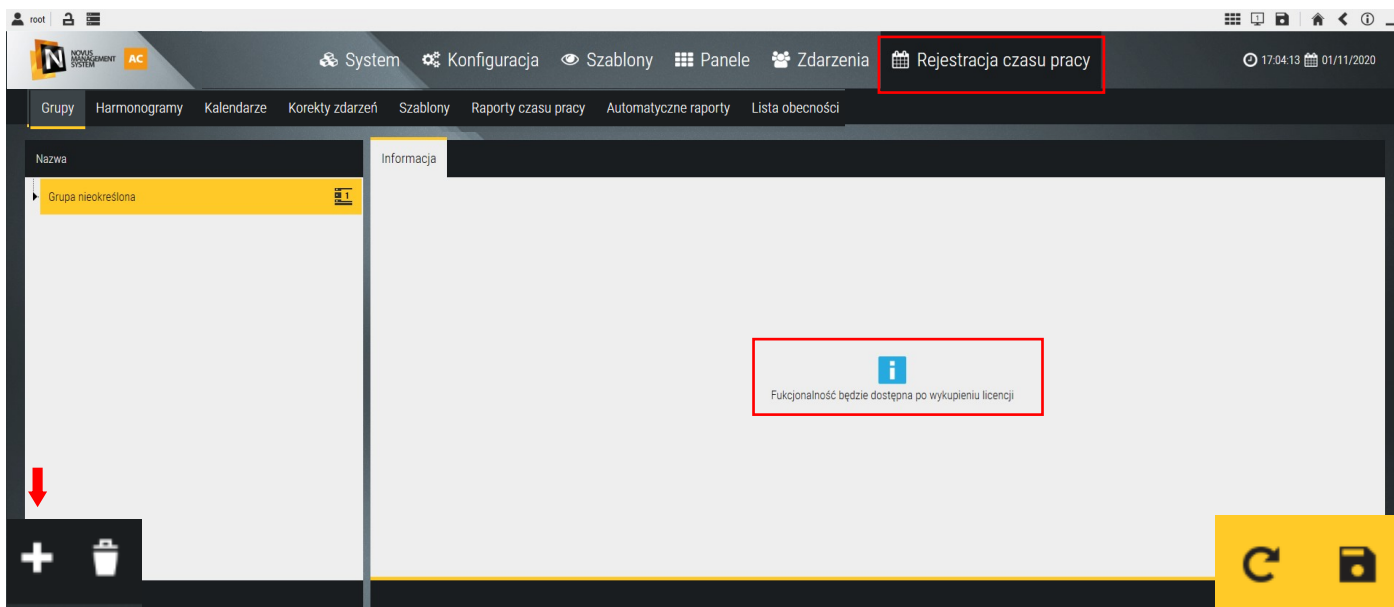 root
1
NOVUS
MANAGEMENT
SYSTEM
N
AC
System Konfiguracja Szablony Panele Zdarzenia Rejestracja czasu pracy
17:04:13 01/11/2020
Grupy Harmonogramy Kalendarze Korekty zdarzeń Szablony Raporty czasu pracy Automatyczne raporty Lista obecności
Nazwa
Informacja
Grupa nieokreślona
1
Fukcjonalność będzie dostępna po wykupieniu licencji